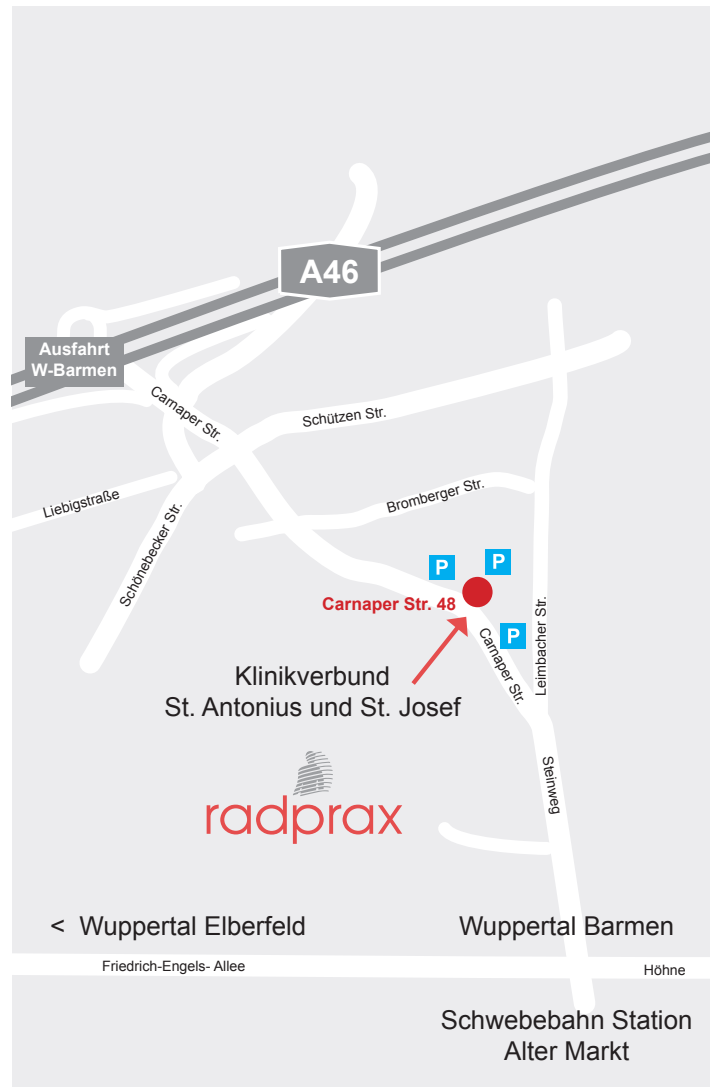 A46
Ausfahrt
W-Barmen
Carnaper Str.
Schützen Str.
Liebigstraße
Bromberger Str.
Schönebecker Str.
P
P
Carnaper Str. 48
P
Carnaper Str.
Leimbacher Str.
Klinikverbund
St. Antonius und St. Josef
Steinweg
radprax
< Wuppertal Elberfeld
Wuppertal Barmen
Friedrich-Engels- Allee
Höhne
Schwebebahn Station
Alter Markt